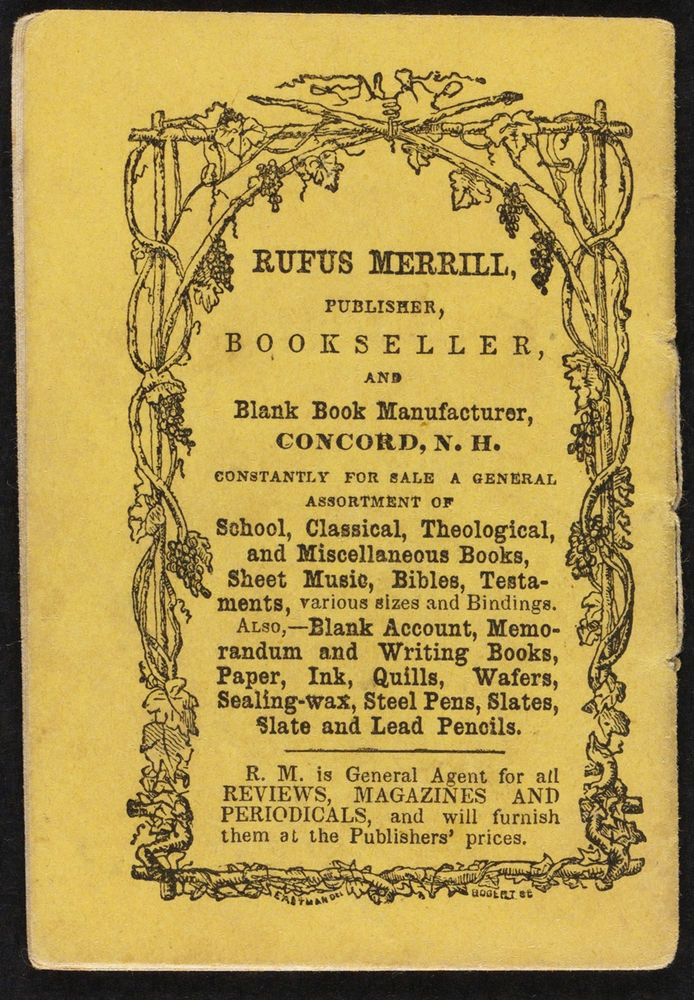 RUFUS MERRILL,
PUBLISHER,
BOOKSELLER,
AND
Blank Book Manufacturer,
CONCORD, N. H.
CONSTANTLY FOR SALE A GENERAL
ASSORTMENT OF
School, Classical, Theological,
and Miscellaneous Books,
Sheet Music, Bibles, Testa-
ments, various sizes and Bindings.
ALSO,—Blank Account, Memo-
randum and Writing Books,
Paper, Ink, Quills, Wafers,
Sealing-wax, Steel Pens, Slates,
Slate and Lead Pencils.
R. M. is General Agent for all
REVIEWS, MAGAZINES AND
PERIODICALS, and will furnish
them at the Publishers' prices.
EASTMAN DEL